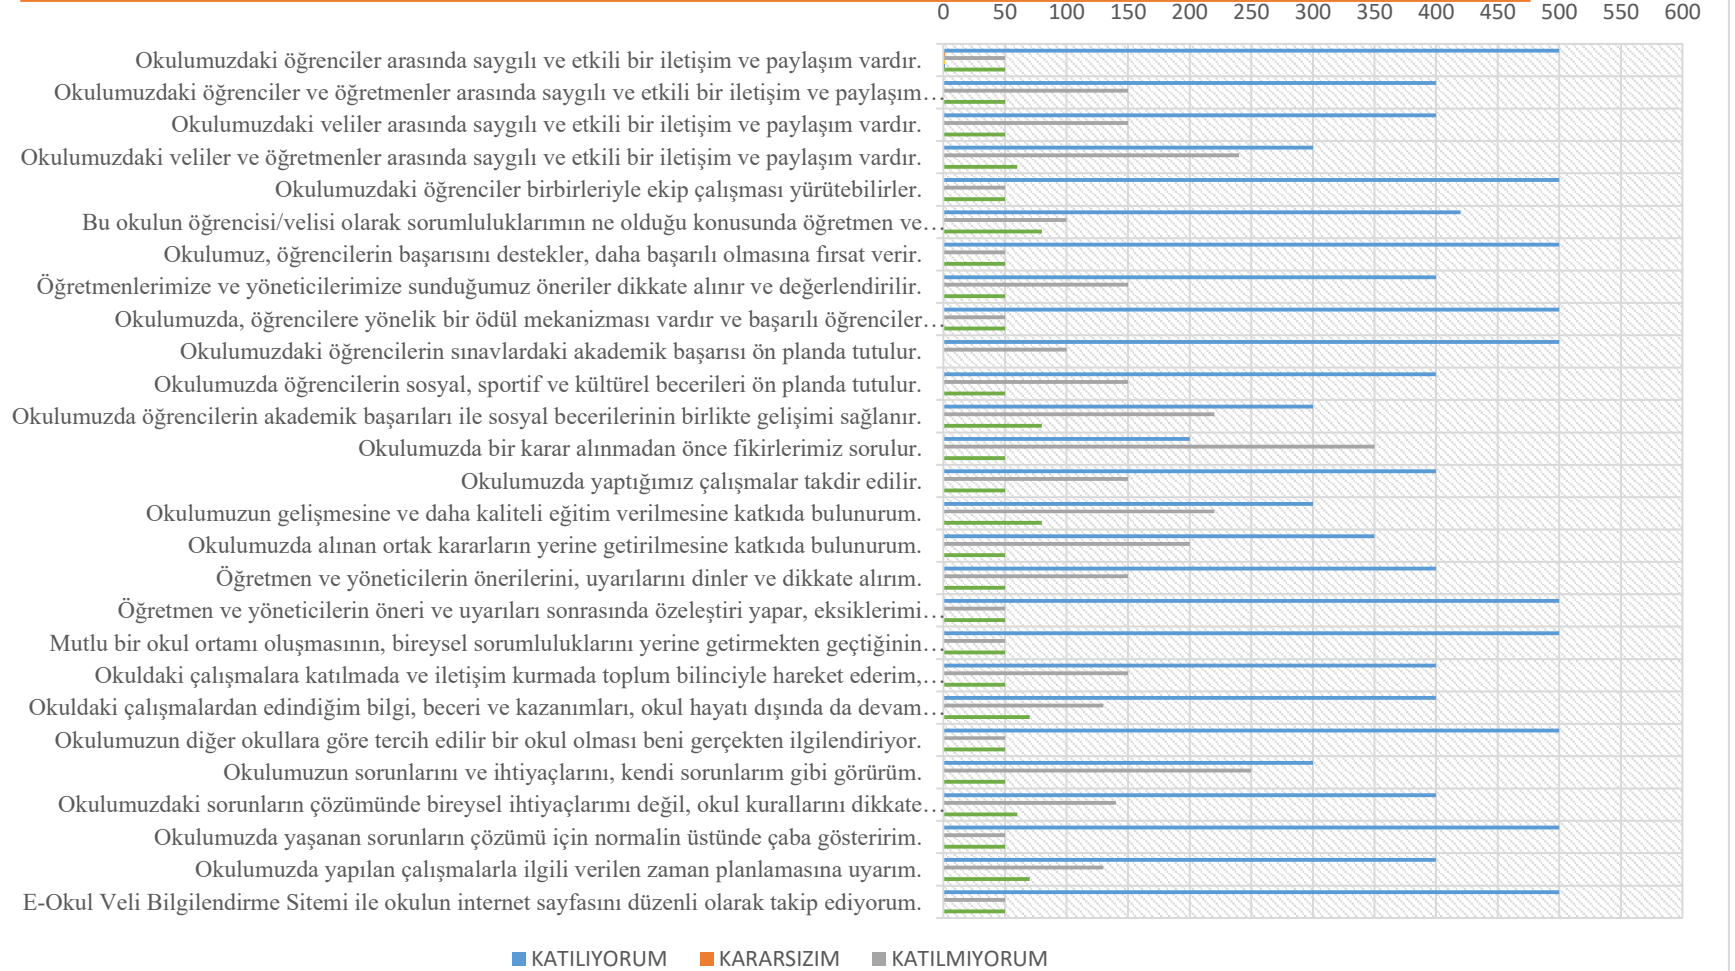 0 50 100 150 200 250 300 350 400 450 500 550 600
Okulumuzdaki öğrenciler arasında saygılı ve etkili bir iletişim ve paylaşım vardır.
Okulumuzdaki öğrenciler ve öğretmenler arasında saygılı ve etkili bir iletişim ve paylaşım…
Okulumuzdaki veliler arasında saygılı ve etkili bir iletişim ve paylaşım vardır.
Okulumuzdaki veliler ve öğretmenler arasında saygılı ve etkili bir iletişim ve paylaşım vardır.
Okulumuzdaki öğrenciler birbirleriyle ekip çalışması yürütebilirler.
Bu okulun öğrencisi/velisi olarak sorumluluklarımın ne olduğu konusunda öğretmen ve…
Okulumuz, öğrencilerin başarısını destekler, daha başarılı olmasına fırsat verir.
Öğretmenlerimize ve yöneticilerimize sunduğumuz öneriler dikkate alınır ve değerlendirilir.
Okulumuzda, öğrencilere yönelik bir ödül mekanizması vardır ve başarılı öğrenciler…
Okulumuzdaki öğrencilerin sınavlardaki akademik başarısı ön planda tutulur.
Okulumuzda öğrencilerin sosyal, sportif ve kültürel becerileri ön planda tutulur.
Okulumuzda öğrencilerin akademik başarıları ile sosyal becerilerinin birlikte gelişimi sağlanır.
Okulumuzda bir karar alınmadan önce fikirlerimiz sorulur.
Okulumuzda yaptığımız çalışmalar takdir edilir.
Okulumuzun gelişmesine ve daha kaliteli eğitim verilmesine katkıda bulunurum.
Okulumuzda alınan ortak kararların yerine getirilmesine katkıda bulunurum.
Öğretmen ve yöneticilerin önerilerini, uyarılarını dinler ve dikkate alırım.
Öğretmen ve yöneticilerin öneri ve uyarıları sonrasında özeleştiri yapar, eksiklerimi…
Mutlu bir okul ortamı oluşmasının, bireysel sorumluluklarını yerine getirmekten geçtiğinin…
Okuldaki çalışmalara katılmada ve iletişim kurmada toplum bilinciyle hareket ederim,…
Okuldaki çalışmalardan edindiğim bilgi, beceri ve kazanımları, okul hayatı dışında da devam…
Okulumuzun diğer okullara göre tercih edilir bir okul olması beni gerçekten ilgilendiriyor.
Okulumuzun sorunlarını ve ihtiyaçlarını, kendi sorunlarım gibi görürüm.
Okulumuzdaki sorunların çözümünde bireysel ihtiyaçlarımı değil, okul kurallarını dikkate…
Okulumuzda yaşanan sorunların çözümü için normalin üstünde çaba gösteririm.
Okulumuzda yapılan çalışmalarla ilgili verilen zaman planlamasına uyarım.
E-Okul Veli Bilgilendirme Sitemi ile okulun internet sayfasını düzenli olarak takip ediyorum.
KATILIYORUM KARARSIZIM KATILMIYORUM